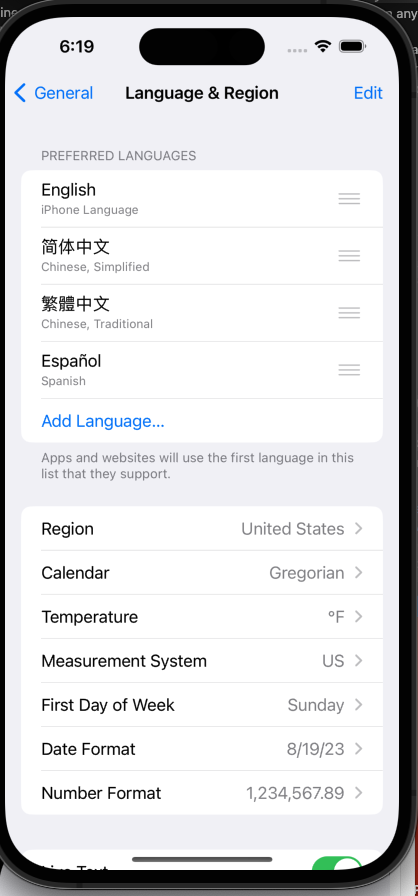 6:19
General
Language & Region
Edit
PREFERRED LANGUAGES
English
iPhone Language
简体中文
Chinese, Simplified
繁體中文
Chinese, Traditional
Español
Spanish
Add Language...
Apps and websites will use the first language in this
list that they support.
Region United States
Calendar Gregorian
Temperature °F
Measurement System US
First Day of Week Sunday
Date Format 8/19/23
Number Format 1,234,567.89
Live Text